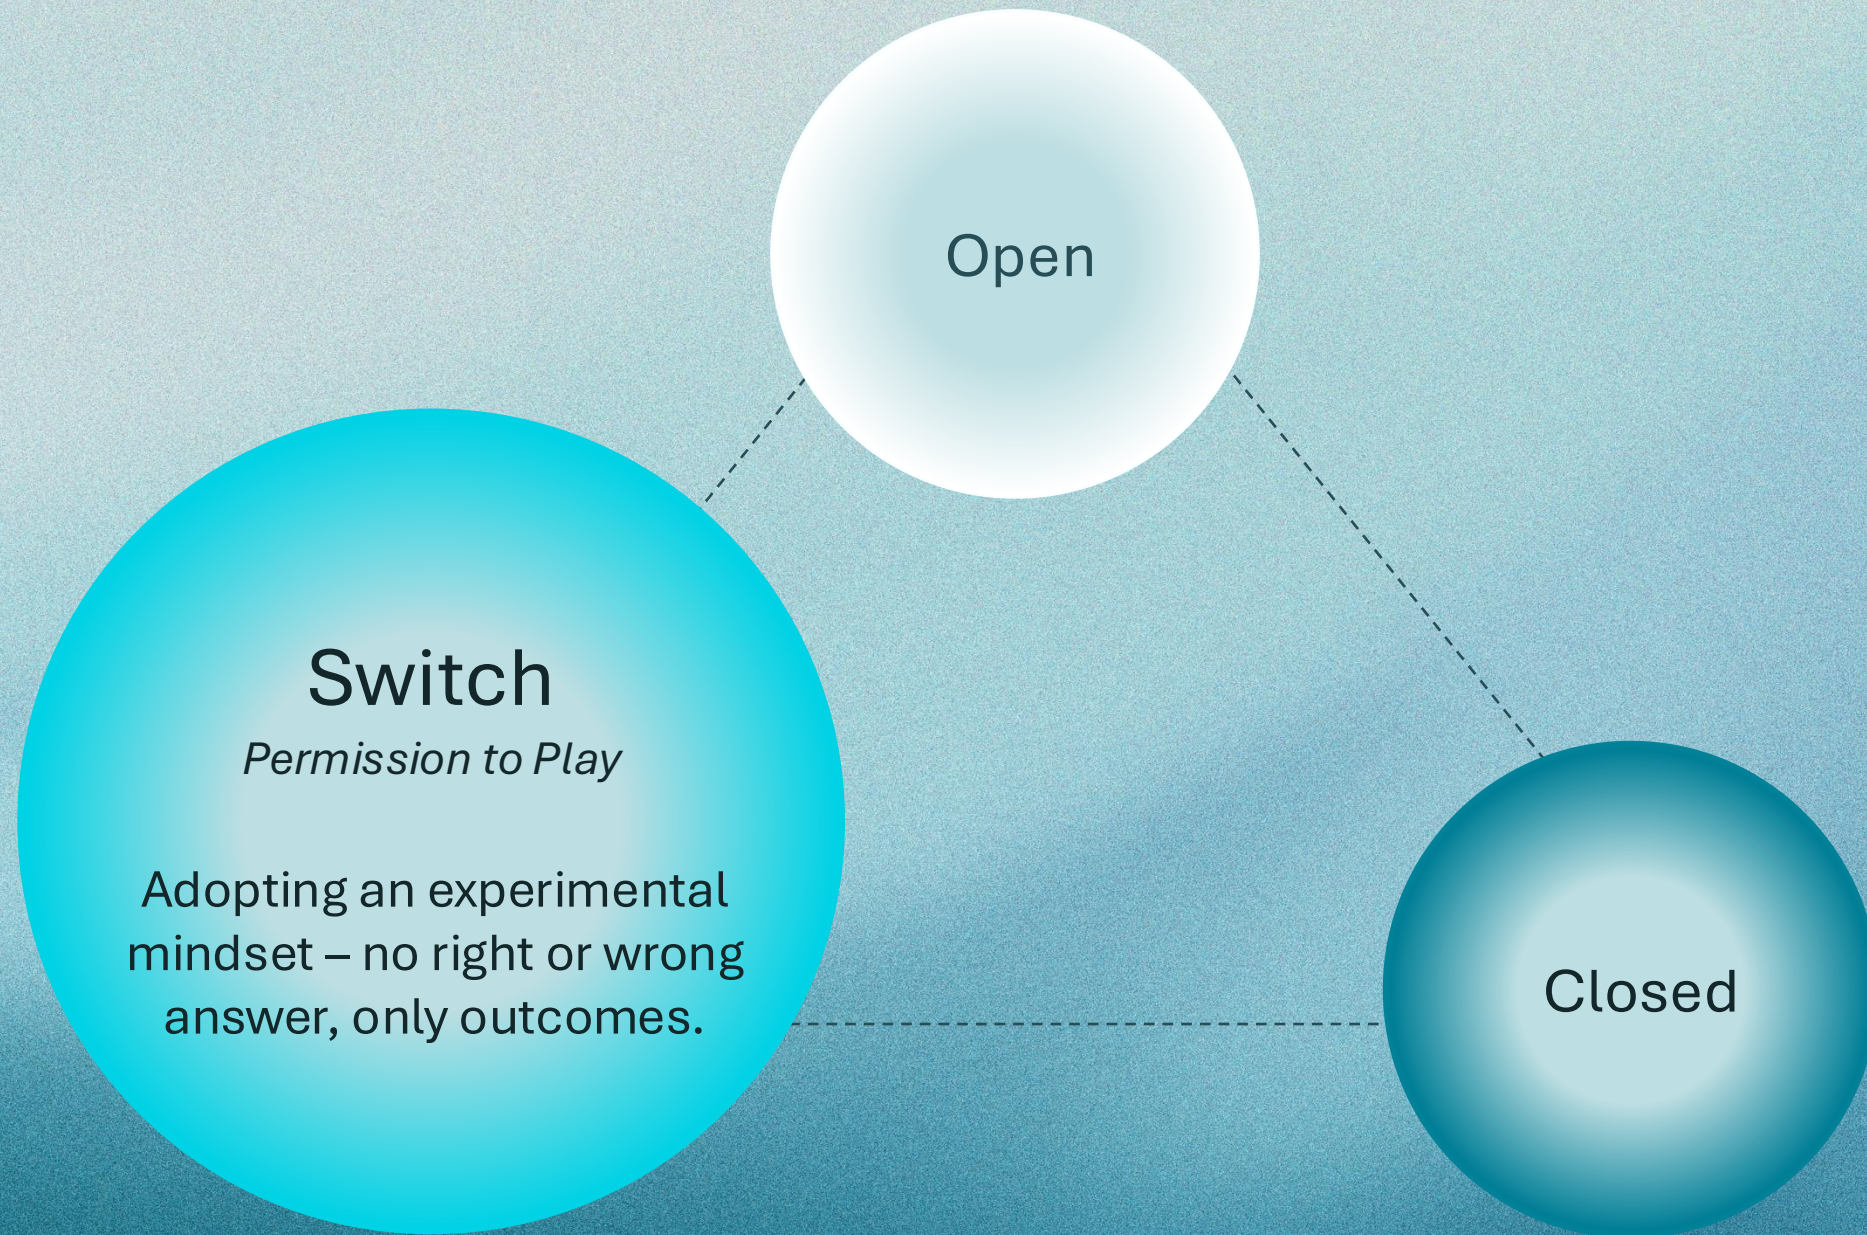 Open
Switch
Permission to Play
Adopting an experimental
mindset – no right or wrong
answer, only outcomes.
Closed